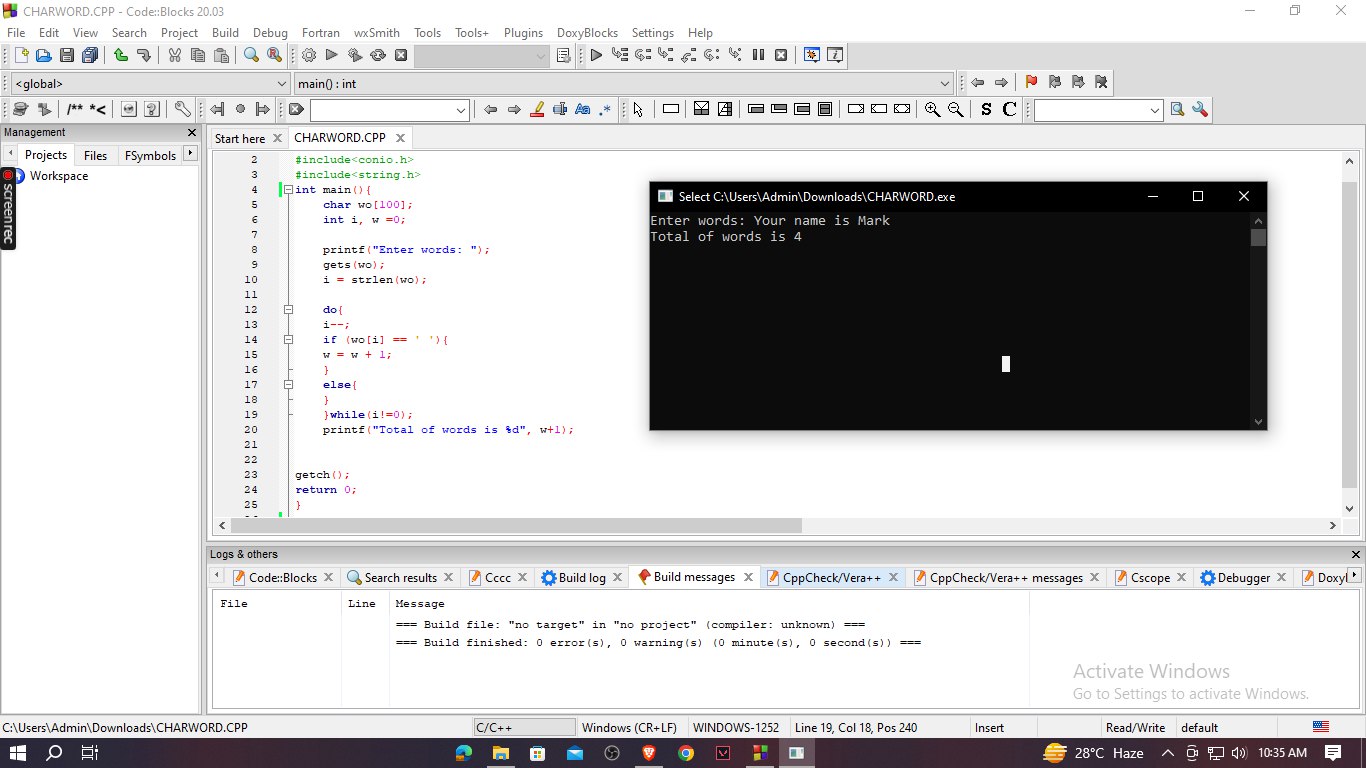 CHARWORD.CPP - Code::Blocks 20.03
File Edit View Search Project Build Debug Fortran wxSmith Tools Tools+ Plugins DoxyBlocks Settings Help
<global> main() : int
/** *< Aa .* S C
Management
Projects Files FSymbols
Workspace
screenrec
Start here CHARWORD.CPP
2 #include<conio.h>
3 #include<string.h>
4 int main(){
5 char wo[100];
6 int i, w =0;
7
8 printf("Enter words: ");
9 gets(wo);
10 i = strlen(wo);
11
12 do{
13 i--;
14 if (wo[i] == ' '){
15 w = w + 1;
16 }
17 else{
18 }
19 }while(i!=0);
20 printf("Total of words is %d", w+1);
21
22
23 getch();
24 return 0;
25 }
Select C:\Users\Admin\Downloads\CHARWORD.exe
Enter words: Your name is Mark
Total of words is 4
Logs & others
Code::Blocks Search results Cccc Build log Build messages CppCheck/Vera++ CppCheck/Vera++ messages Cscope Debugger Doxyl
File Line Message
=== Build file: "no target" in "no project" (compiler: unknown) ===
=== Build finished: 0 error(s), 0 warning(s) (0 minute(s), 0 second(s)) ===
Activate Windows
Go to Settings to activate Windows.
C:\Users\Admin\Downloads\CHARWORD.CPP C/C++ Windows (CR+LF) WINDOWS-1252 Line 19, Col 18, Pos 240 Insert Read/Write default
28°C Haze 10:35 AM